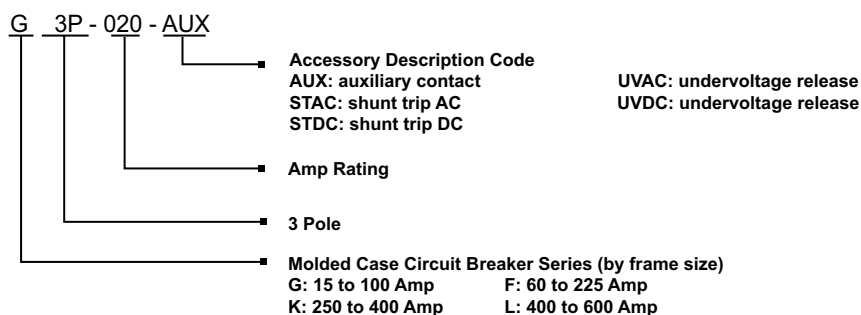 G 3P - 020 - AUX
Accessory Description Code
AUX: auxiliary contact UVAC: undervoltage release
STAC: shunt trip AC UVDC: undervoltage release
STDC: shunt trip DC
Amp Rating
3 Pole
Molded Case Circuit Breaker Series (by frame size)
G: 15 to 100 Amp F: 60 to 225 Amp
K: 250 to 400 Amp L: 400 to 600 Amp